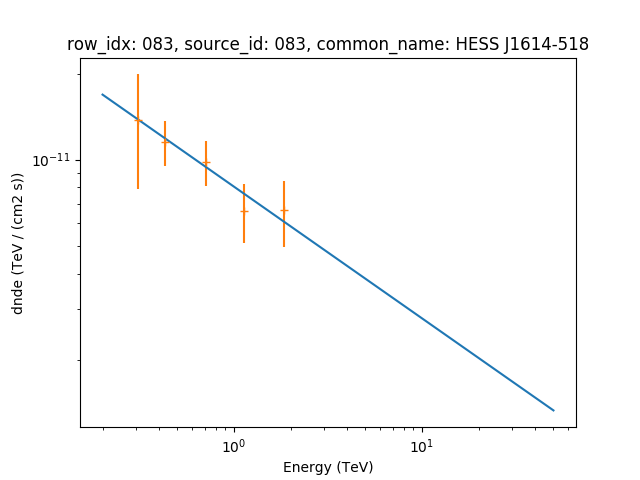 row_idx: 083, source_id: 083, common_name: HESS J1614-518
10⁻¹¹
dnde (TeV / (cm2 s))
10⁰
10¹
Energy (TeV)